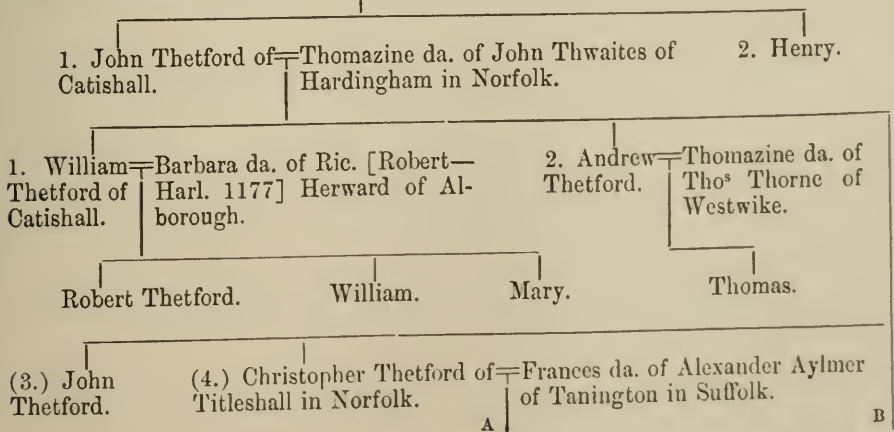 1. John Thetford of Catishall.
Thomazine da. of John Thwaites of Hardingham in Norfolk.
2. Henry.
1. William Thetford of Catishall.
Barbara da. of Ric. [Robert—Harl. 1177] Herward of Alborough.
2. Andrew Thetford.
Thomazine da. of Thoˢ Thorne of Westwike.
Robert Thetford.
William.
Mary.
Thomas.
(3.) John Thetford.
(4.) Christopher Thetford of Titleshall in Norfolk.
Frances da. of Alexander Aylmer of Tanington in Suffolk.
A
B